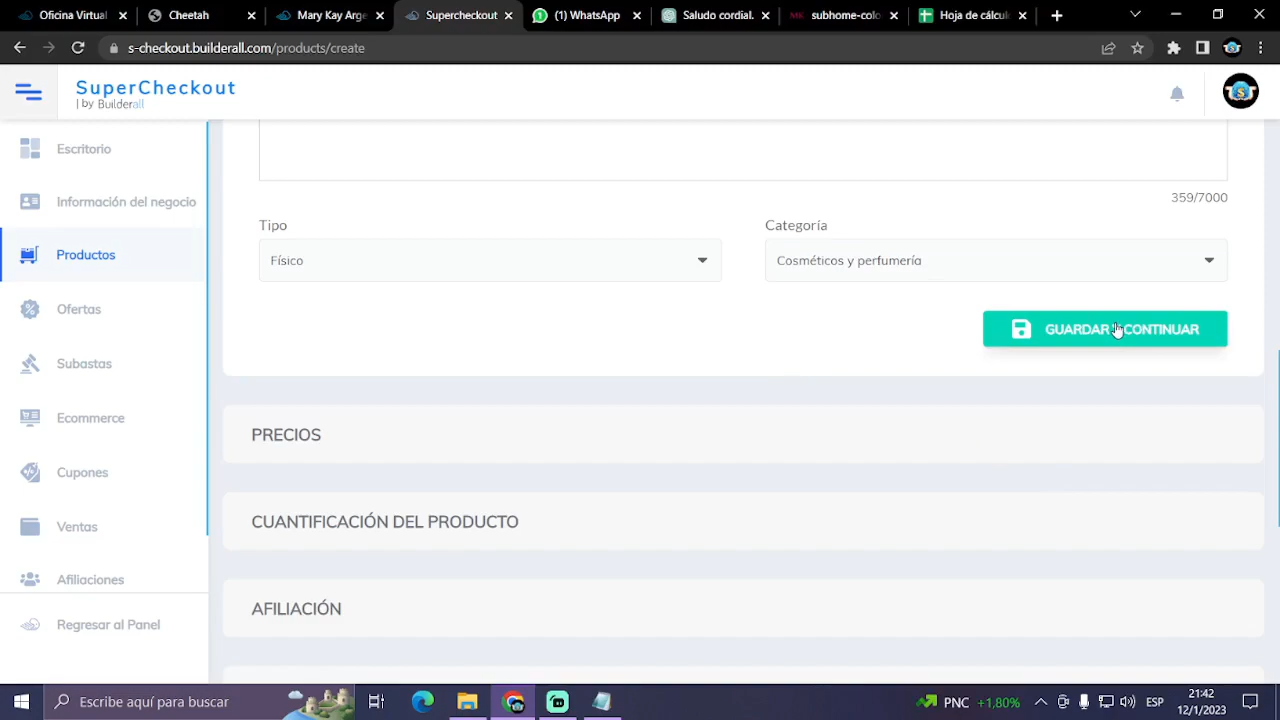 Oficina Virtual
Cheetah
Mary Kay Arge
Supercheckout
(1) WhatsApp
Saludo cordial.
MK subhome-colo
Hoja de cálcu
s-checkout.builderall.com/products/create
SuperCheckout
| by Builderall
Escritorio
Información del negocio
Productos
Ofertas
Subastas
Ecommerce
Cupones
Ventas
Afiliaciones
Regresar al Panel
359/7000
Tipo
Categoría
Físico
Cosméticos y perfumería
GUARDAR CONTINUAR
PRECIOS
CUANTIFICACIÓN DEL PRODUCTO
AFILIACIÓN
Escribe aquí para buscar
PNC +1,80%
ESP
21:42
12/1/2023